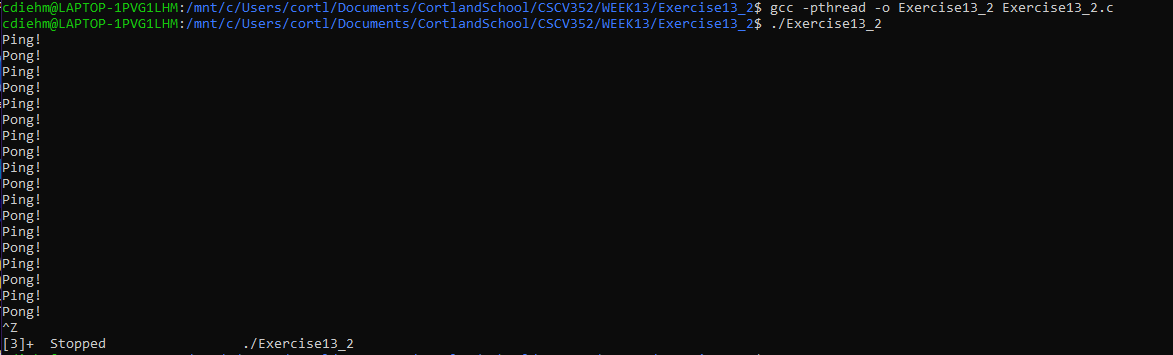 cdiehm@LAPTOP-1PVG1LHM:/mnt/c/Users/cortl/Documents/CortlandSchool/CSCV352/WEEK13/Exercise13_2$ gcc -pthread -o Exercise13_2 Exercise13_2.c
cdiehm@LAPTOP-1PVG1LHM:/mnt/c/Users/cortl/Documents/CortlandSchool/CSCV352/WEEK13/Exercise13_2$ ./Exercise13_2
Ping!
Pong!
Ping!
Pong!
Ping!
Pong!
Ping!
Pong!
Ping!
Pong!
Ping!
Pong!
Ping!
Pong!
Ping!
Pong!
Ping!
Pong!
^Z
[3]+  Stopped                 ./Exercise13_2